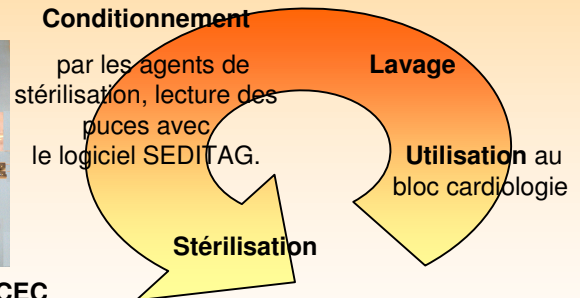 Conditionnement
par les agents de
stérilisation, lecture des
puces avec
le logiciel SEDITAG.
Lavage
Utilisation au
bloc cardiologie
Stérilisation
CEC